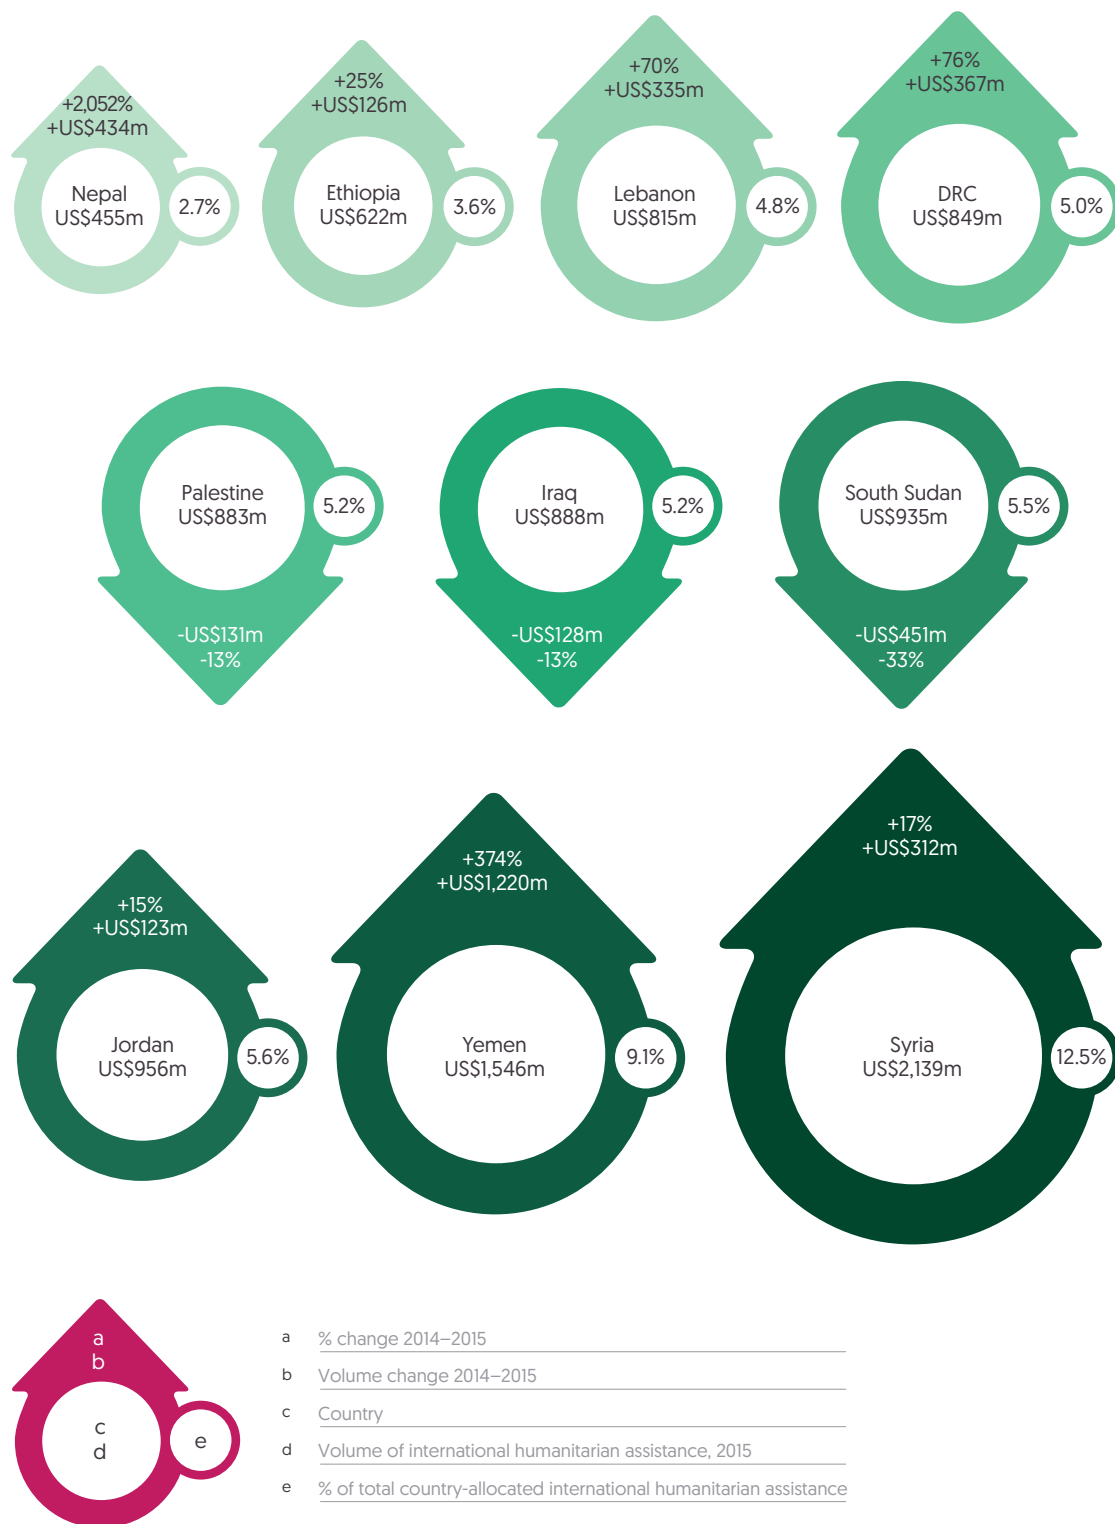 +2,052%
+US$434m
Nepal
US$455m
2.7%
+25%
+US$126m
Ethiopia
US$622m
3.6%
+70%
+US$335m
Lebanon
US$815m
4.8%
+76%
+US$367m
DRC
US$849m
5.0%
Palestine
US$883m
5.2%
-US$131m
-13%
Iraq
US$888m
5.2%
-US$128m
-13%
South Sudan
US$935m
5.5%
-US$451m
-33%
+15%
+US$123m
Jordan
US$956m
5.6%
+374%
+US$1,220m
Yemen
US$1,546m
9.1%
+17%
+US$312m
Syria
US$2,139m
12.5%
a
b
c
d
e
a % change 2014–2015
b Volume change 2014–2015
c Country
d Volume of international humanitarian assistance, 2015
e % of total country-allocated international humanitarian assistance